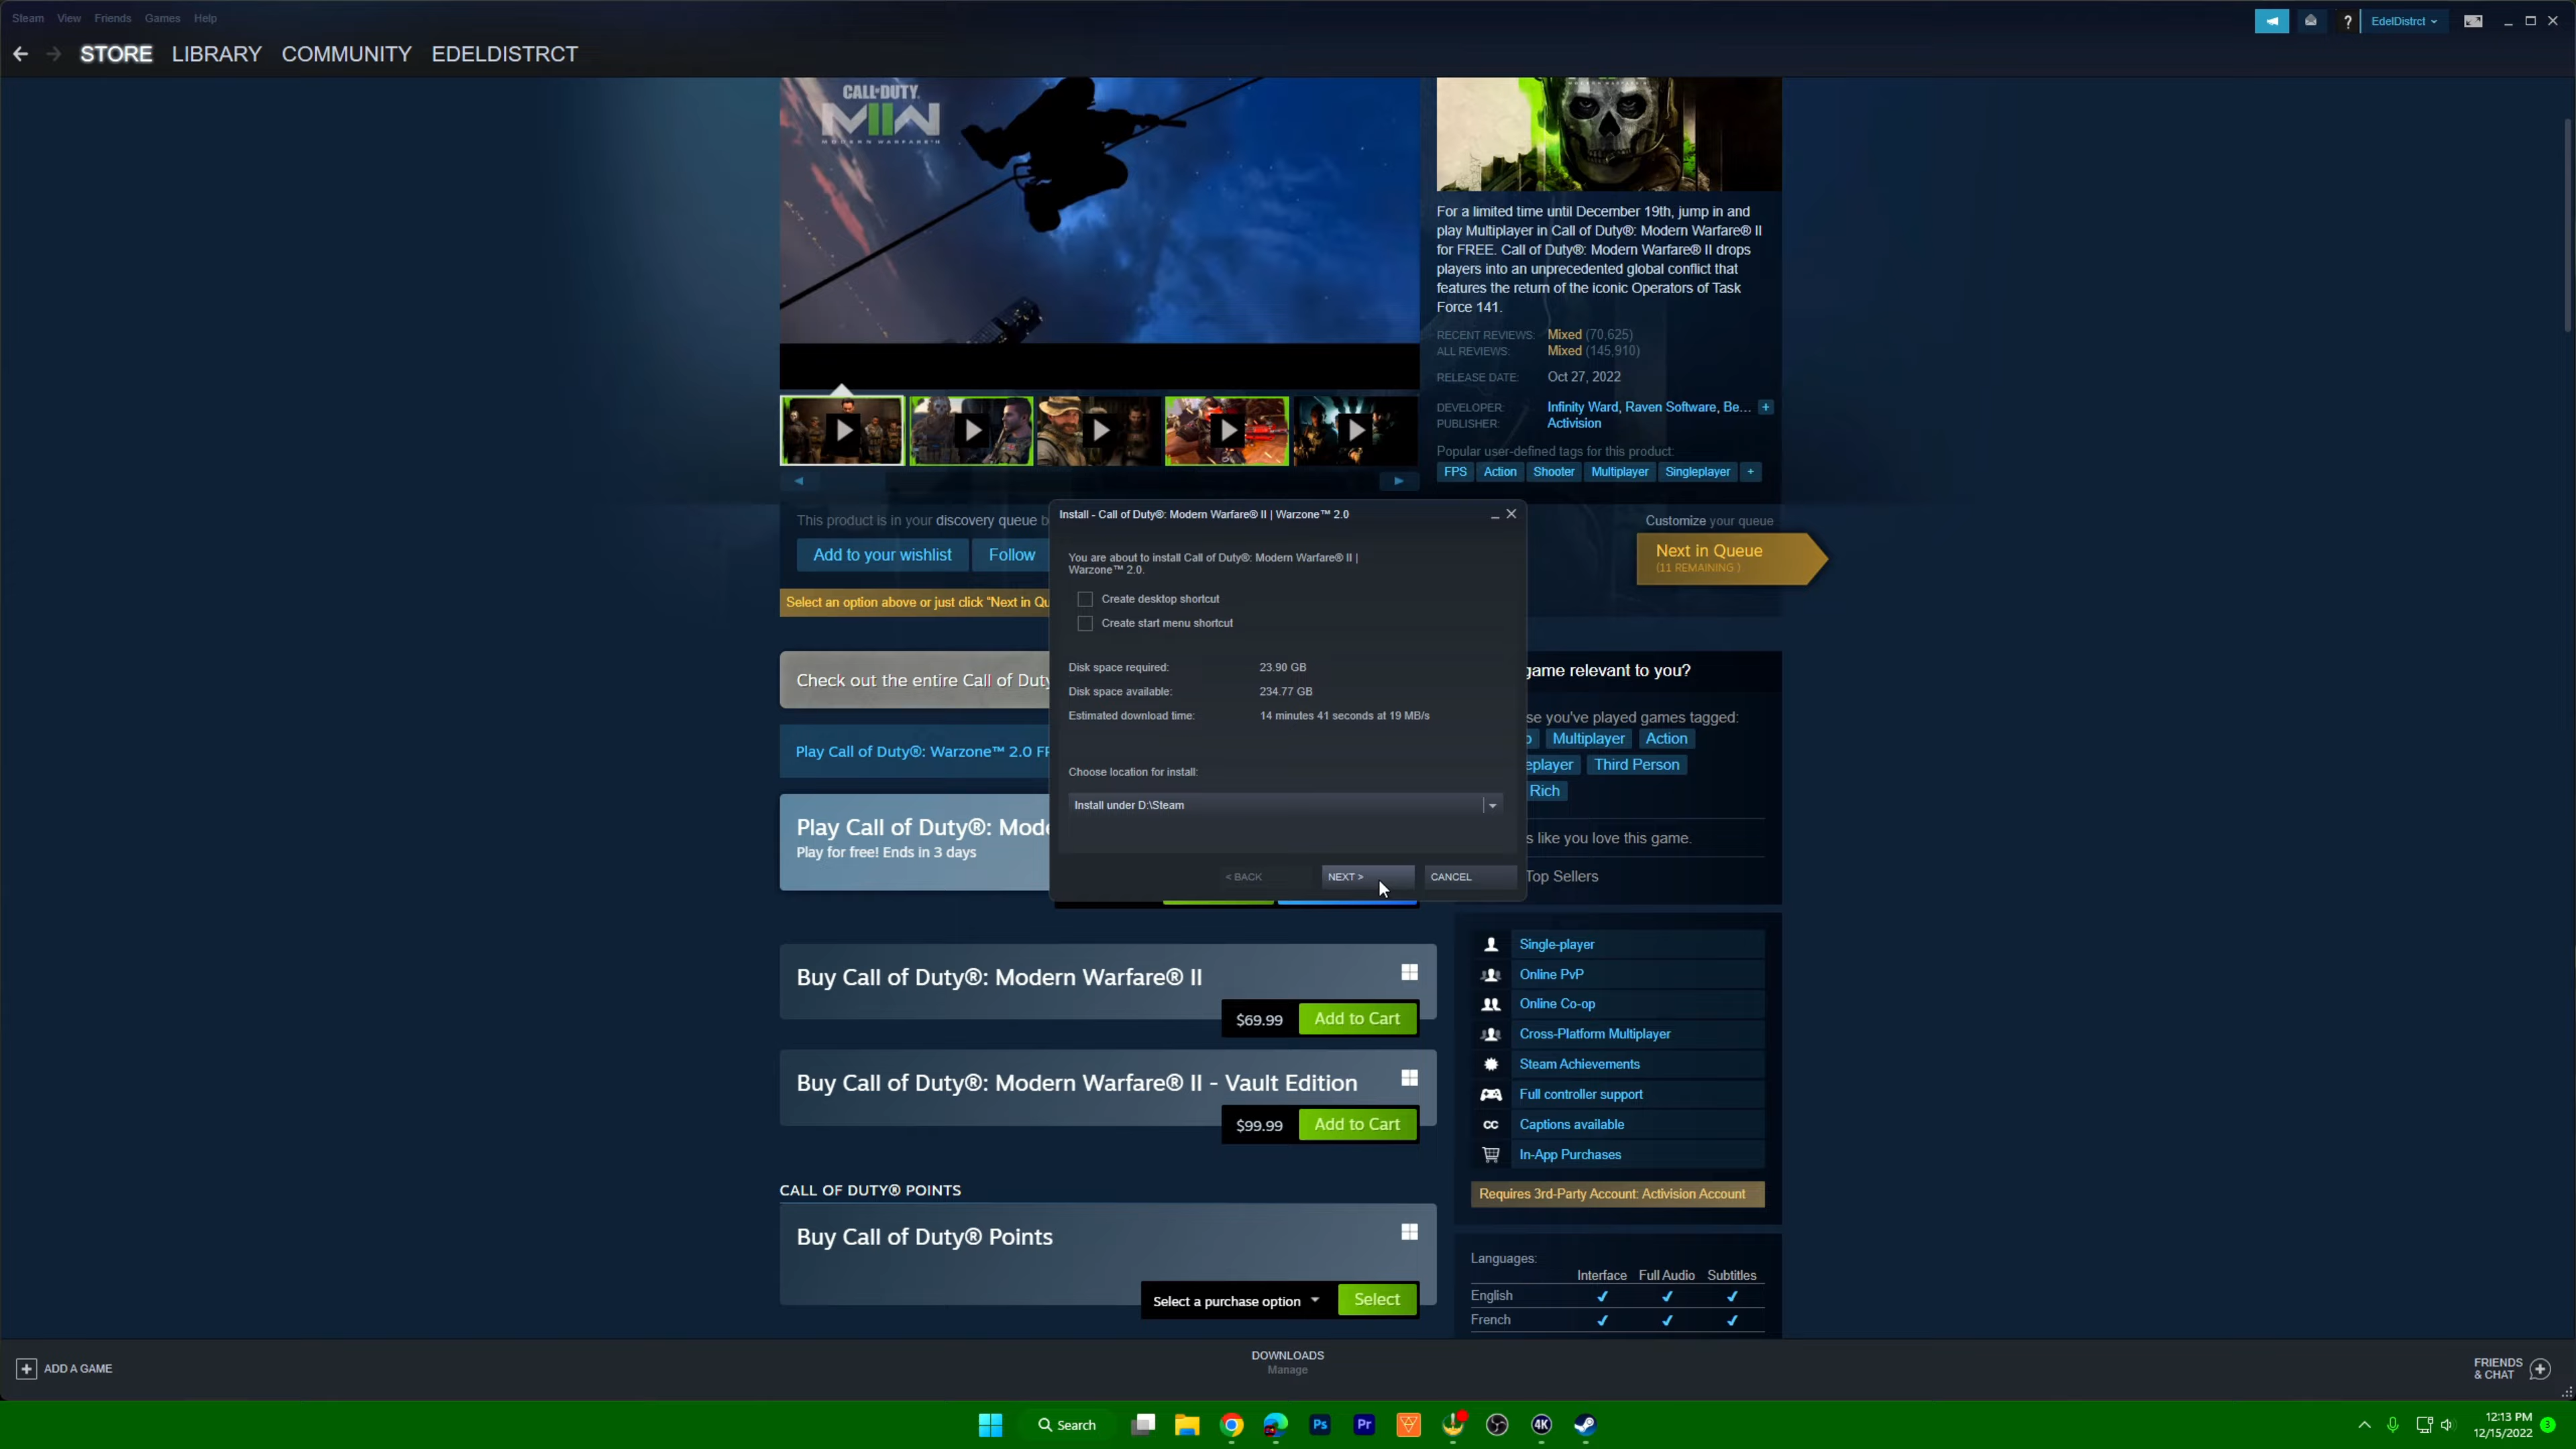 Steam View Friends Games Help
EdelDistrct
STORE LIBRARY COMMUNITY EDELDISTRCT
CALL OF DUTY
MWII
MODERN WARFARE II
For a limited time until December 19th, jump in and
play Multiplayer in Call of Duty®: Modern Warfare® II
for FREE. Call of Duty®: Modern Warfare® II drops
players into an unprecedented global conflict that
features the return of the iconic Operators of Task
Force 141.
RECENT REVIEWS: Mixed (70,625)
ALL REVIEWS: Mixed (145,910)
RELEASE DATE: Oct 27, 2022
DEVELOPER: Infinity Ward, Raven Software, Be... +
PUBLISHER: Activision
Popular user-defined tags for this product:
FPS Action Shooter Multiplayer Singleplayer +
This product is in your discovery queue b
Customize your queue
Add to your wishlist Follow
Next in Queue
(11 REMAINING )
Select an option above or just click "Next in Qu
Install - Call of Duty®: Modern Warfare® II | Warzone™ 2.0
You are about to install Call of Duty®: Modern Warfare® II |
Warzone™ 2.0.
Create desktop shortcut
Create start menu shortcut
Disk space required: 23.90 GB
Disk space available: 234.77 GB
Estimated download time: 14 minutes 41 seconds at 19 MB/s
Choose location for install:
Install under D:\Steam
< BACK NEXT > CANCEL
Check out the entire Call of Duty
Play Call of Duty®: Warzone™ 2.0 FR
Play Call of Duty®: Mode
Play for free! Ends in 3 days
game relevant to you?
se you've played games tagged:
Multiplayer Action
eplayer Third Person
Rich
s like you love this game.
Top Sellers
Buy Call of Duty®: Modern Warfare® II
$69.99 Add to Cart
Buy Call of Duty®: Modern Warfare® II - Vault Edition
$99.99 Add to Cart
CALL OF DUTY® POINTS
Buy Call of Duty® Points
Select a purchase option Select
Single-player
Online PvP
Online Co-op
Cross-Platform Multiplayer
Steam Achievements
Full controller support
CC Captions available
In-App Purchases
Requires 3rd-Party Account: Activision Account
Languages:
Interface Full Audio Subtitles
English
French
ADD A GAME
DOWNLOADS
Manage
FRIENDS
& CHAT
Search
Ps
Pr
4K
12:13 PM
12/15/2022
3